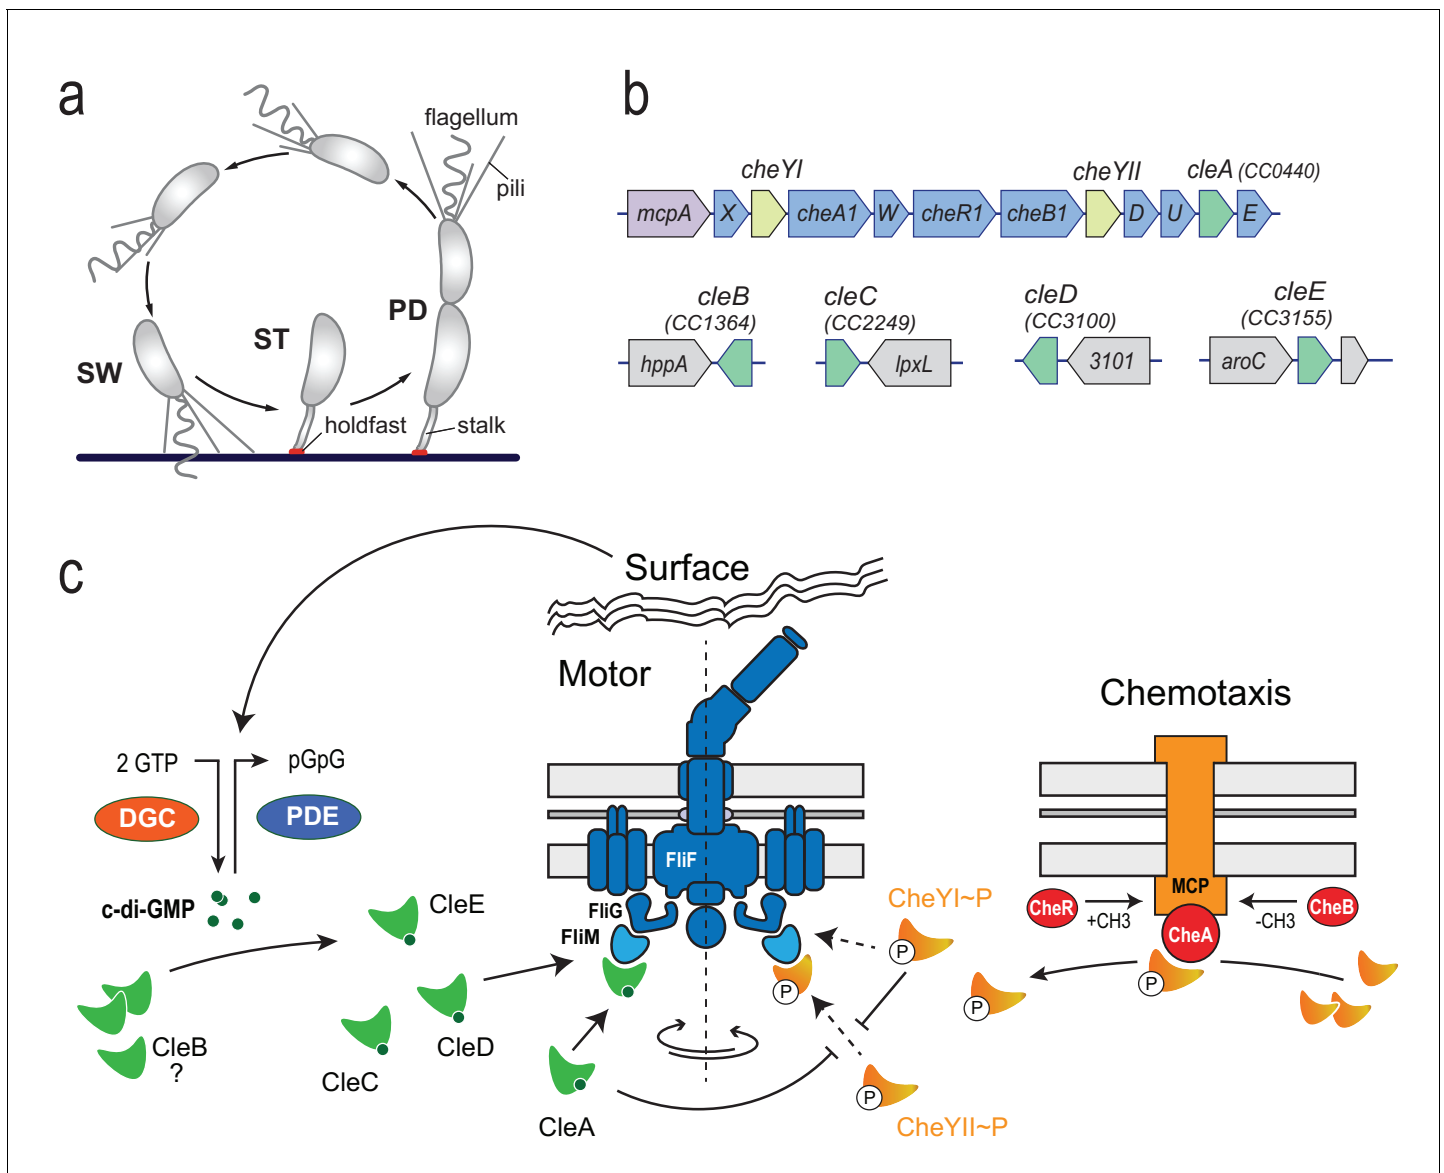 a
flagellum
pili
PD
ST
SW
holdfast
stalk
b
cheYI
cheYII
cleA (CC0440)
mcpA X cheA1 W cheR1 cheB1 D U E
cleB
(CC1364)
hppA
cleC
(CC2249)
lpxL
cleD
(CC3100)
3101
cleE
(CC3155)
aroC
c
Surface
Motor
Chemotaxis
2 GTP
pGpG
DGC
PDE
c-di-GMP
CleE
CleB
?
CleC
CleD
CleA
FliF
FliG
FliM
P
CheYI~P
P
P
CheYII~P
MCP
CheR
+CH3
CheA
-CH3
CheB
P
P